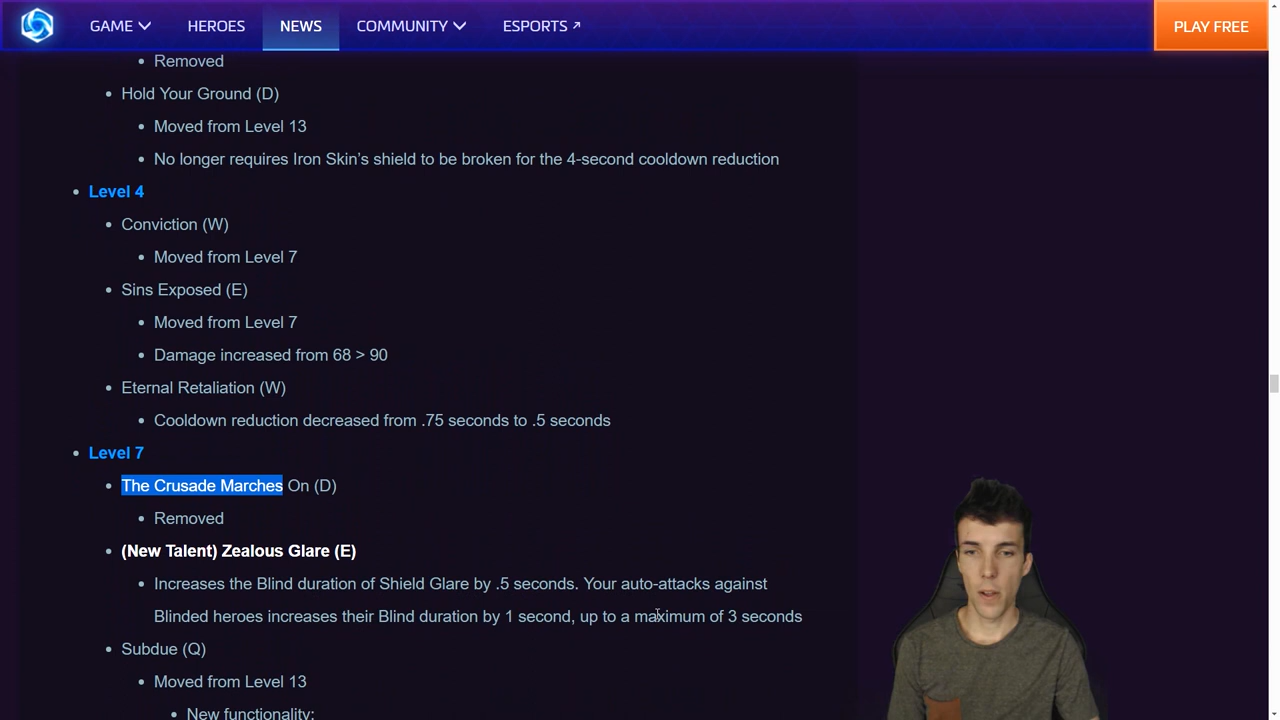 GAME HEROES NEWS COMMUNITY ESPORTS PLAY FREE
Removed
Hold Your Ground (D)
Moved from Level 13
No longer requires Iron Skin’s shield to be broken for the 4-second cooldown reduction
Level 4
Conviction (W)
Moved from Level 7
Sins Exposed (E)
Moved from Level 7
Damage increased from 68 > 90
Eternal Retaliation (W)
Cooldown reduction decreased from .75 seconds to .5 seconds
Level 7
The Crusade Marches On (D)
Removed
(New Talent) Zealous Glare (E)
Increases the Blind duration of Shield Glare by .5 seconds. Your auto-attacks against
Blinded heroes increases their Blind duration by 1 second, up to a maximum of 3 seconds
Subdue (Q)
Moved from Level 13
New functionality: